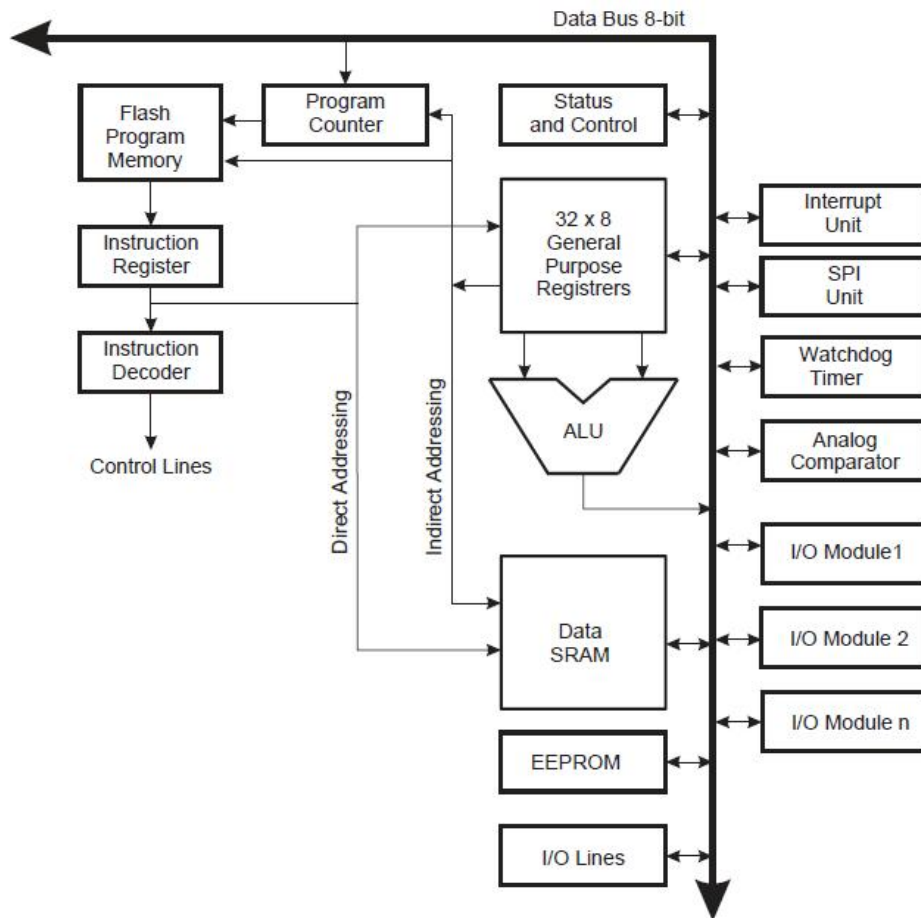 Data Bus 8-bit
Flash
Program
Memory
Program
Counter
Status
and Control
32 x 8
General
Purpose
Registrers
Interrupt
Unit
Instruction
Register
SPI
Unit
Instruction
Decoder
Watchdog
Timer
Direct Addressing
Indirect Addressing
ALU
Analog
Comparator
Control Lines
I/O Module1
Data
SRAM
I/O Module 2
I/O Module n
EEPROM
I/O Lines